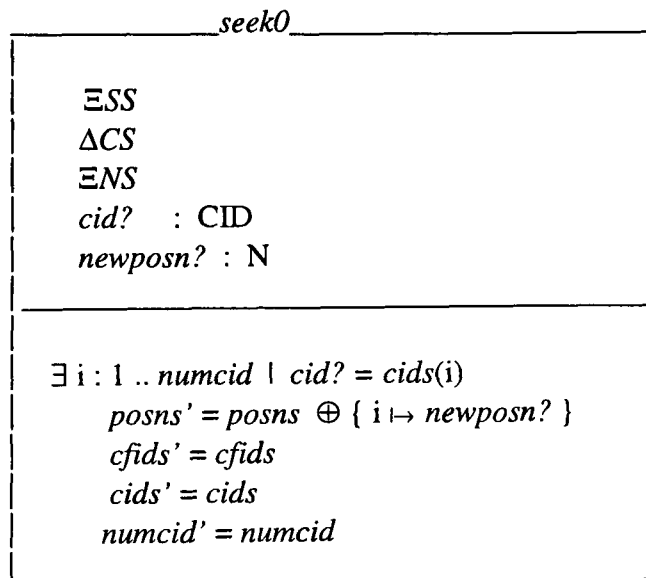 seek0
ΞSS
ΔCS
ΞNS
cid? : CID
newposn? : N
∃ i : 1 .. numcid | cid? = cids(i)
posns' = posns ⊕ { i ↦ newposn? }
cfids' = cfids
cids' = cids
numcid' = numcid